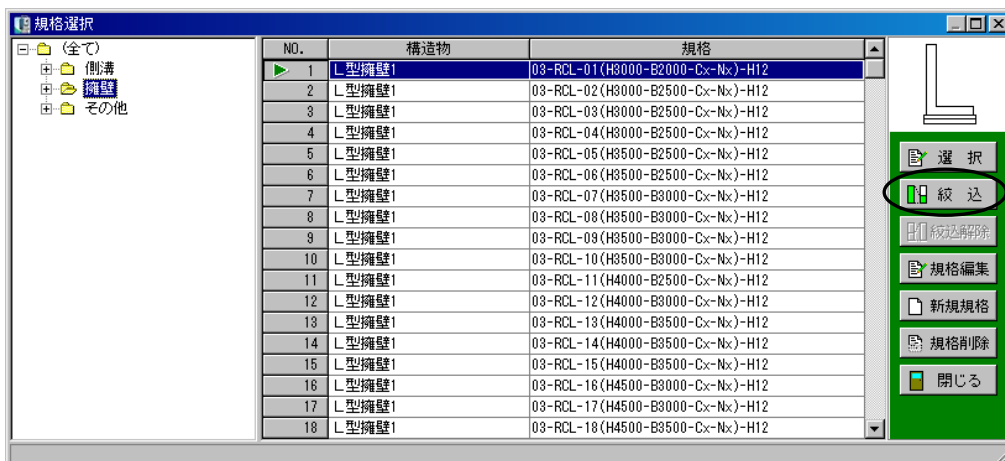 規格選択
(全て)
側溝
擁壁
その他
NO. 構造物 規格
1 L型擁壁1 03-RCL-01(H3000-B2000-Cx-Nx)-H12
2 L型擁壁1 03-RCL-02(H3000-B2500-Cx-Nx)-H12
3 L型擁壁1 03-RCL-03(H3000-B2500-Cx-Nx)-H12
4 L型擁壁1 03-RCL-04(H3000-B2500-Cx-Nx)-H12
5 L型擁壁1 03-RCL-05(H3500-B2500-Cx-Nx)-H12
6 L型擁壁1 03-RCL-06(H3500-B2500-Cx-Nx)-H12
7 L型擁壁1 03-RCL-07(H3500-B3000-Cx-Nx)-H12
8 L型擁壁1 03-RCL-08(H3500-B3000-Cx-Nx)-H12
9 L型擁壁1 03-RCL-09(H3500-B3000-Cx-Nx)-H12
10 L型擁壁1 03-RCL-10(H3500-B3000-Cx-Nx)-H12
11 L型擁壁1 03-RCL-11(H4000-B2500-Cx-Nx)-H12
12 L型擁壁1 03-RCL-12(H4000-B3000-Cx-Nx)-H12
13 L型擁壁1 03-RCL-13(H4000-B3500-Cx-Nx)-H12
14 L型擁壁1 03-RCL-14(H4000-B3500-Cx-Nx)-H12
15 L型擁壁1 03-RCL-15(H4000-B3500-Cx-Nx)-H12
16 L型擁壁1 03-RCL-16(H4500-B3000-Cx-Nx)-H12
17 L型擁壁1 03-RCL-17(H4500-B3000-Cx-Nx)-H12
18 L型擁壁1 03-RCL-18(H4500-B3500-Cx-Nx)-H12
選 択
絞 込
絞込解除
規格編集
新規規格
規格削除
閉じる